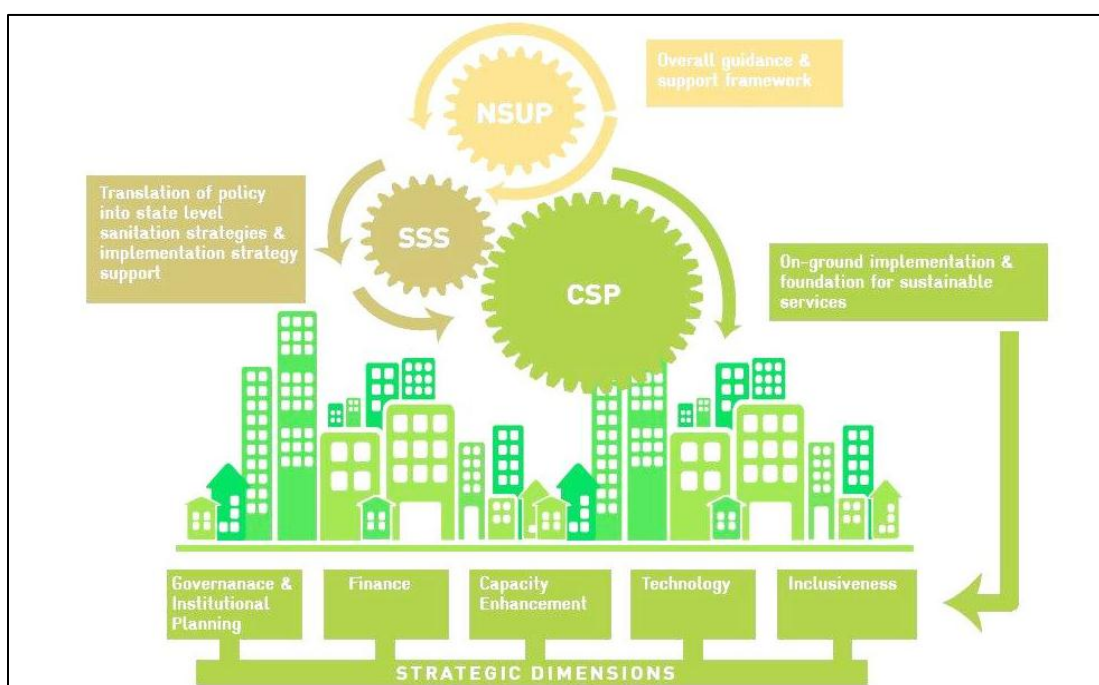 NSUP
Overall guidance &
support framework
Translation of policy
into state level
sanitation strategies &
implementation strategy
support
SSS
CSP
On-ground implementation &
foundation for sustainable
services
Governanace &
Institutional
Planning
Finance
Capacity
Enhancement
Technology
Inclusiveness
STRATEGIC DIMENSIONS